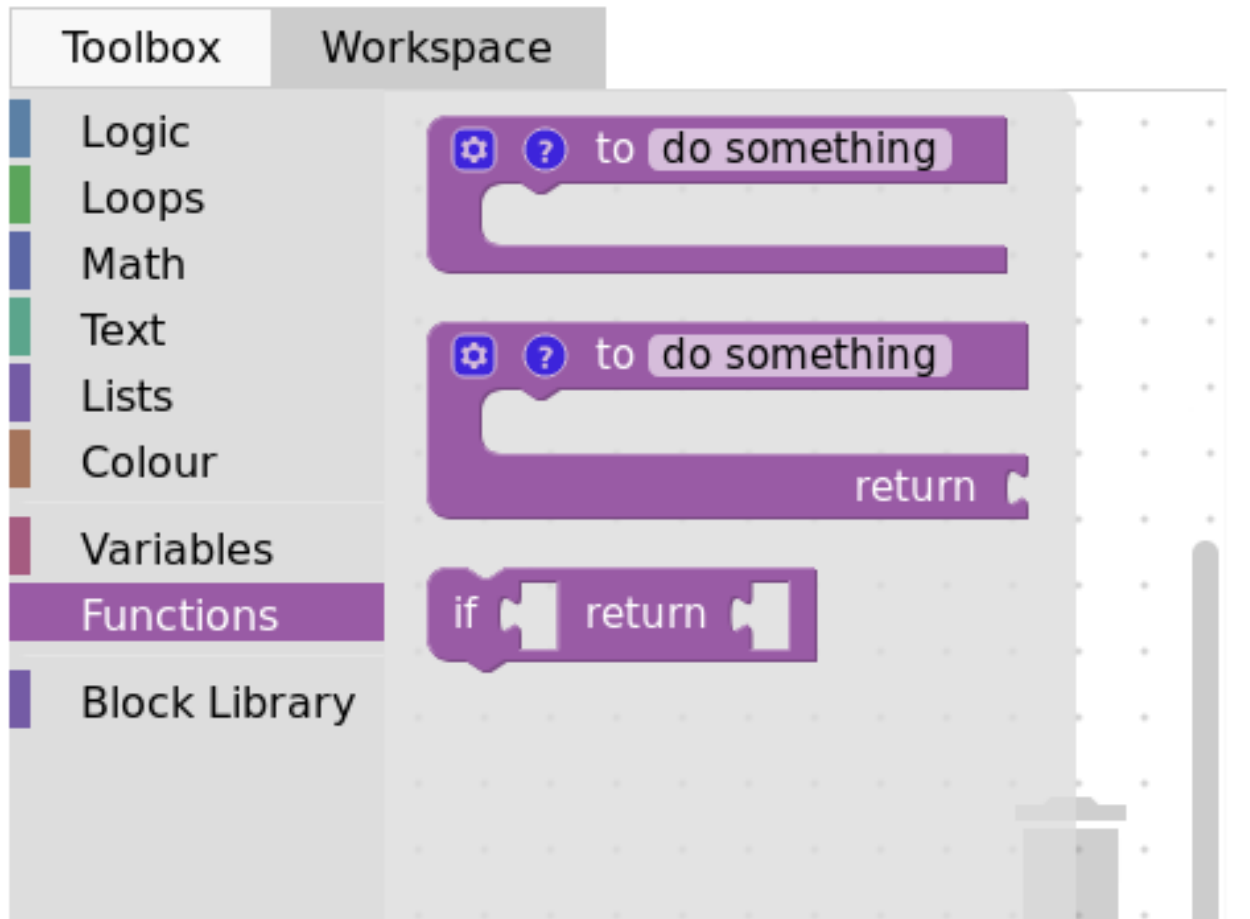 Toolbox
Workspace
Logic
Loops
Math
Text
Lists
Colour
Variables
Functions
Block Library
? to do something
? to do something
return
if return